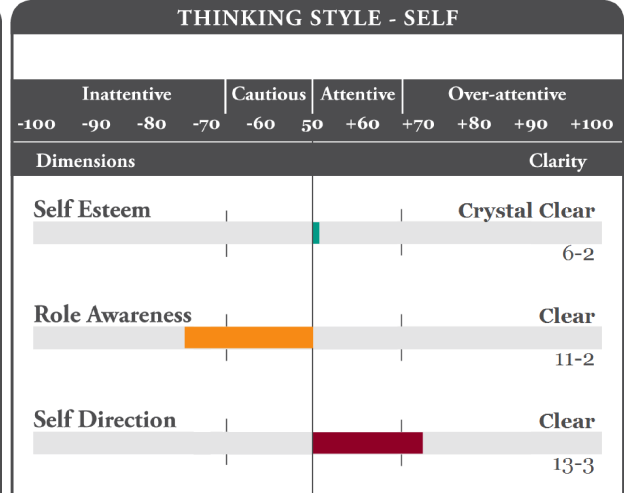 THINKING STYLE - SELF
Inattentive Cautious Attentive Over-attentive
-100 -90 -80 -70 -60 50 +60 +70 +80 +90 +100
Dimensions Clarity
Self Esteem Crystal Clear
6-2
Role Awareness Clear
11-2
Self Direction Clear
13-3